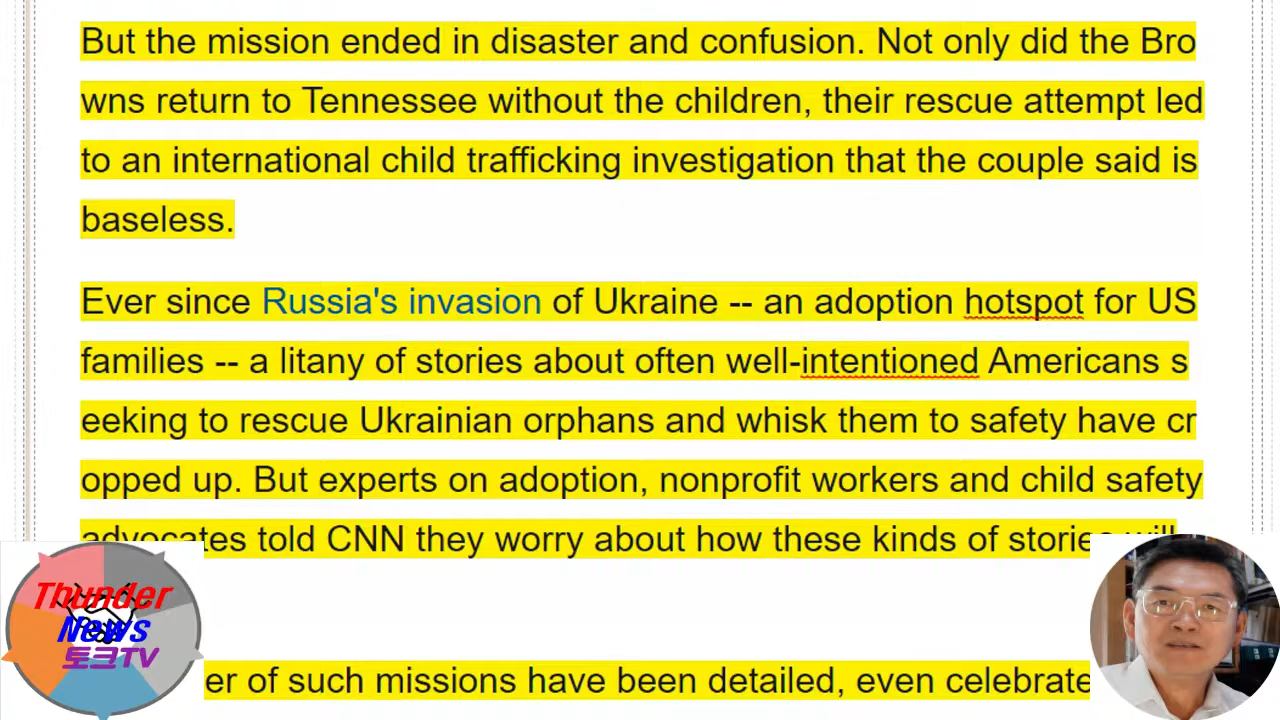 But the mission ended in disaster and confusion. Not only did the Bro
wns return to Tennessee without the children, their rescue attempt led
to an international child trafficking investigation that the couple said is
baseless.
Ever since Russia's invasion of Ukraine -- an adoption hotspot for US
families -- a litany of stories about often well-intentioned Americans s
eeking to rescue Ukrainian orphans and whisk them to safety have cr
opped up. But experts on adoption, nonprofit workers and child safety
advocates told CNN they worry about how these kinds of stories will
er of such missions have been detailed, even celebrate
Thunder
News
토크TV